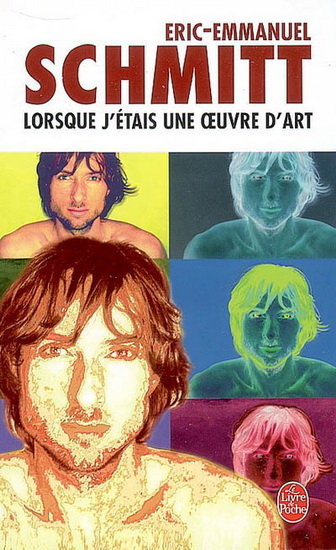 ERIC-EMMANUEL
SCHMITT
LORSQUE J'ÉTAIS UNE ŒUVRE D'ART
Le Livre
de Poche